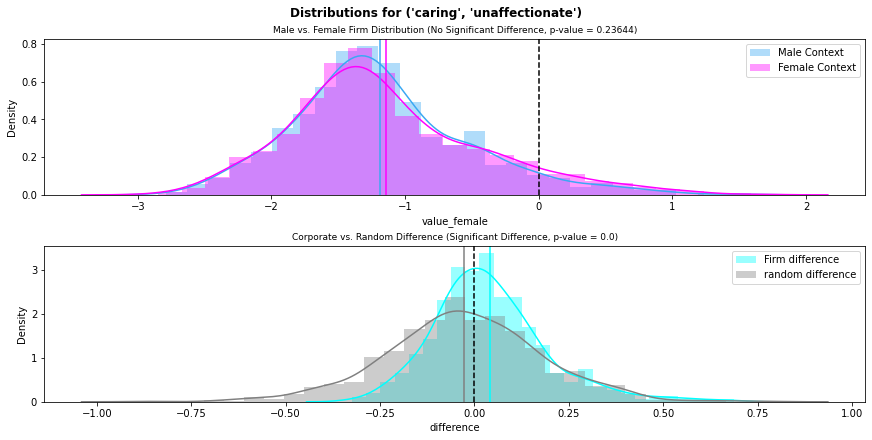 Distributions for ('caring', 'unaffectionate')
Male vs. Female Firm Distribution (No Significant Difference, p-value = 0.23644)
0.8
0.6
0.4
0.2
0.0
Density
Male Context
Female Context
−3
−2
−1
0
1
2
value_female
Corporate vs. Random Difference (Significant Difference, p-value = 0.0)
3
2
1
0
Density
Firm difference
random difference
−1.00
−0.75
−0.50
−0.25
0.00
0.25
0.50
0.75
1.00
difference